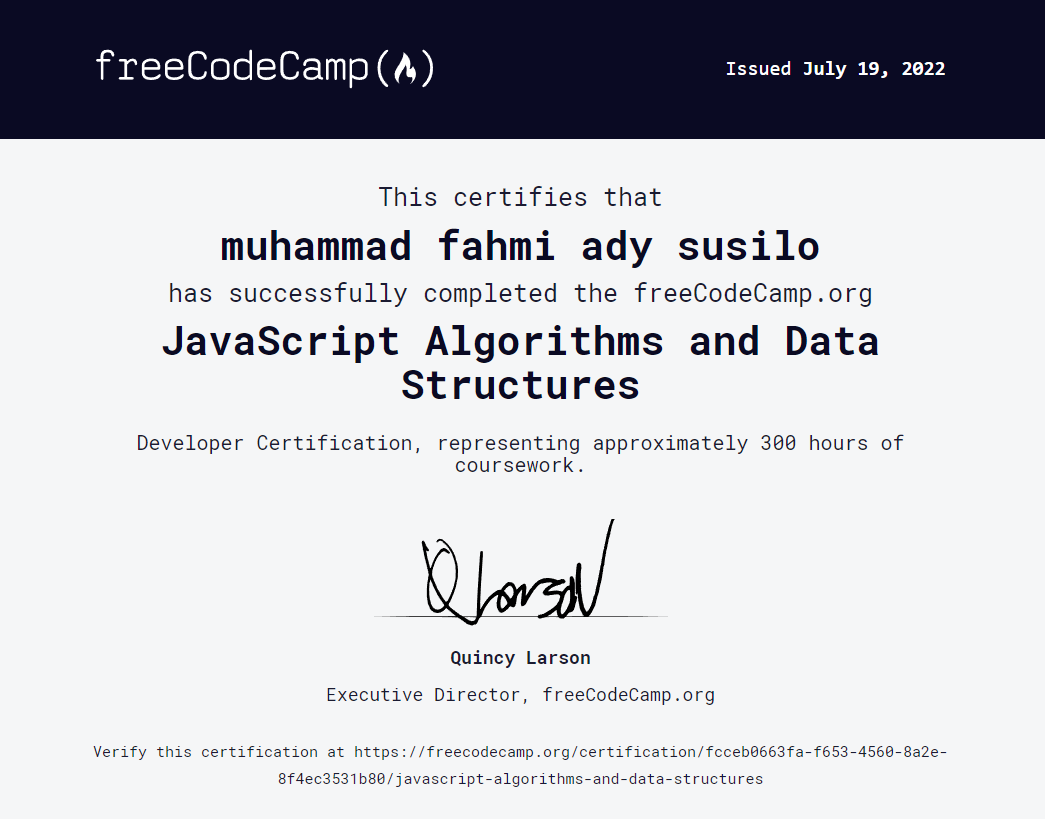 freeCodeCamp(🔥)
Issued July 19, 2022
This certifies that
muhammad fahmi ady susilo
has successfully completed the freeCodeCamp.org
JavaScript Algorithms and Data
Structures
Developer Certification, representing approximately 300 hours of
coursework.
Q Larson
Quincy Larson
Executive Director, freeCodeCamp.org
Verify this certification at https://freecodecamp.org/certification/fcceb0663fa-f653-4560-8a2e-
8f4ec3531b80/javascript-algorithms-and-data-structures